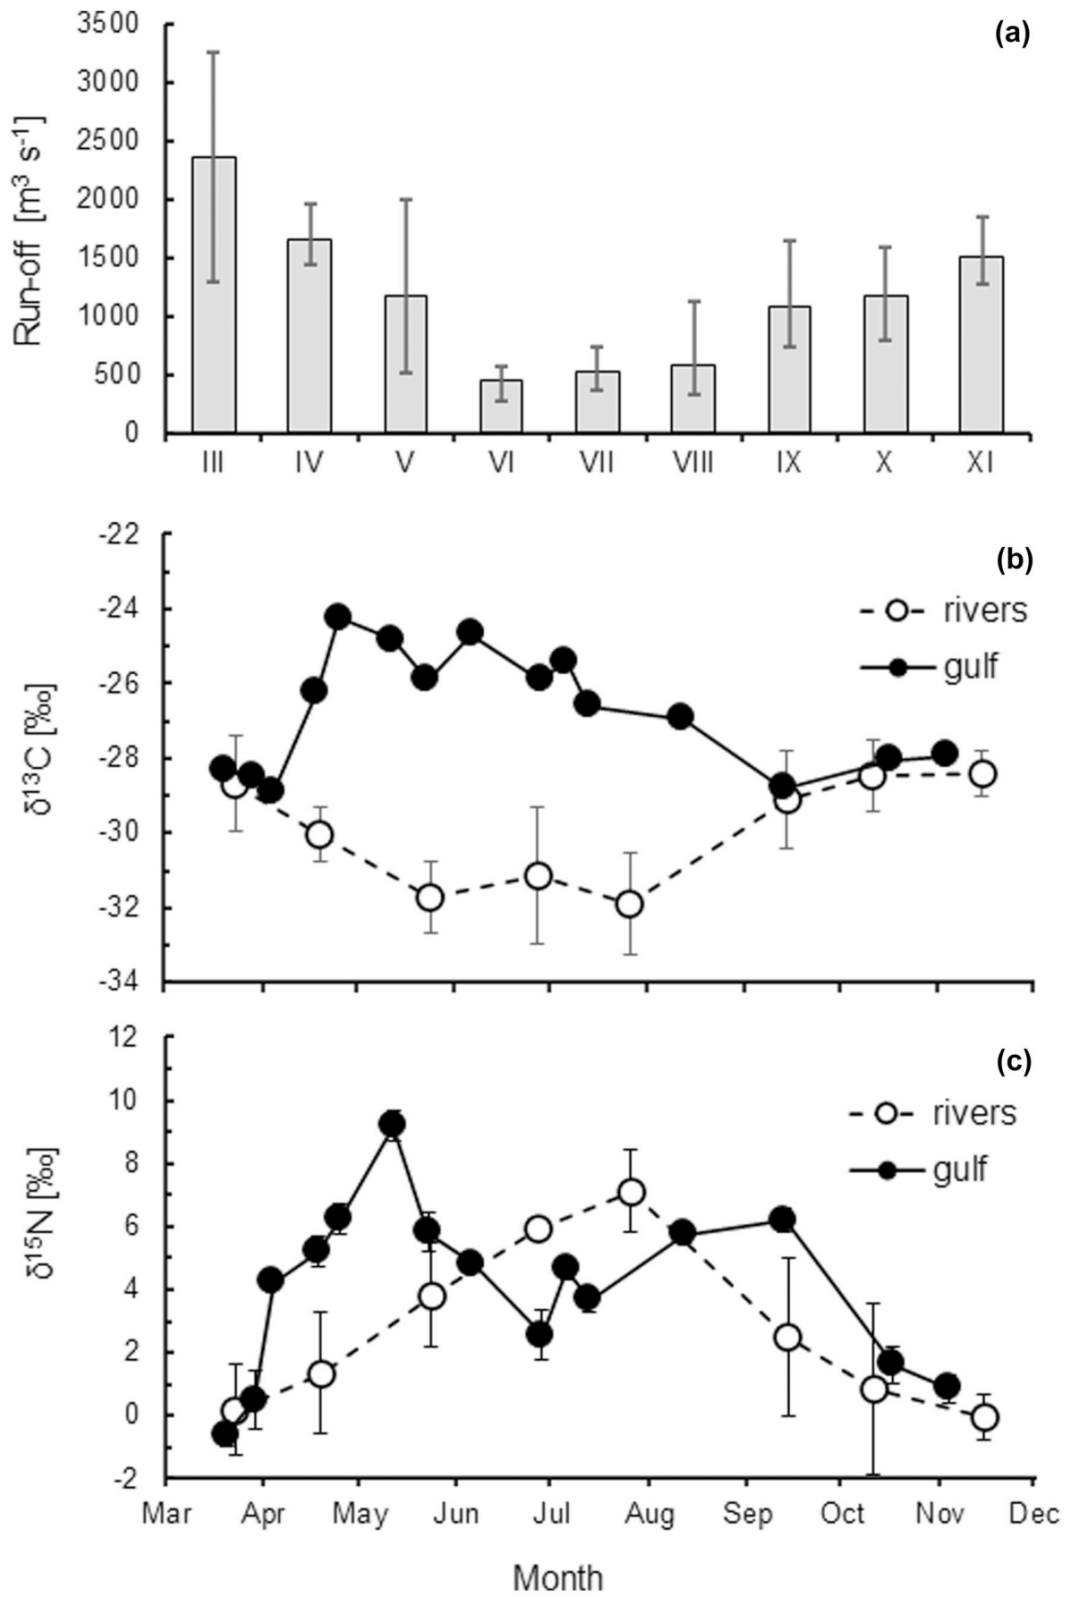 (a)
Run-off [m³ s⁻¹]
3500
3000
2500
2000
1500
1000
500
0
III IV V VI VII VIII IX X XI
(b)
δ¹³C [‰]
-22
-24
-26
-28
-30
-32
-34
rivers
gulf
(c)
δ¹⁵N [‰]
12
10
8
6
4
2
0
-2
rivers
gulf
Mar Apr May Jun Jul Aug Sep Oct Nov Dec
Month